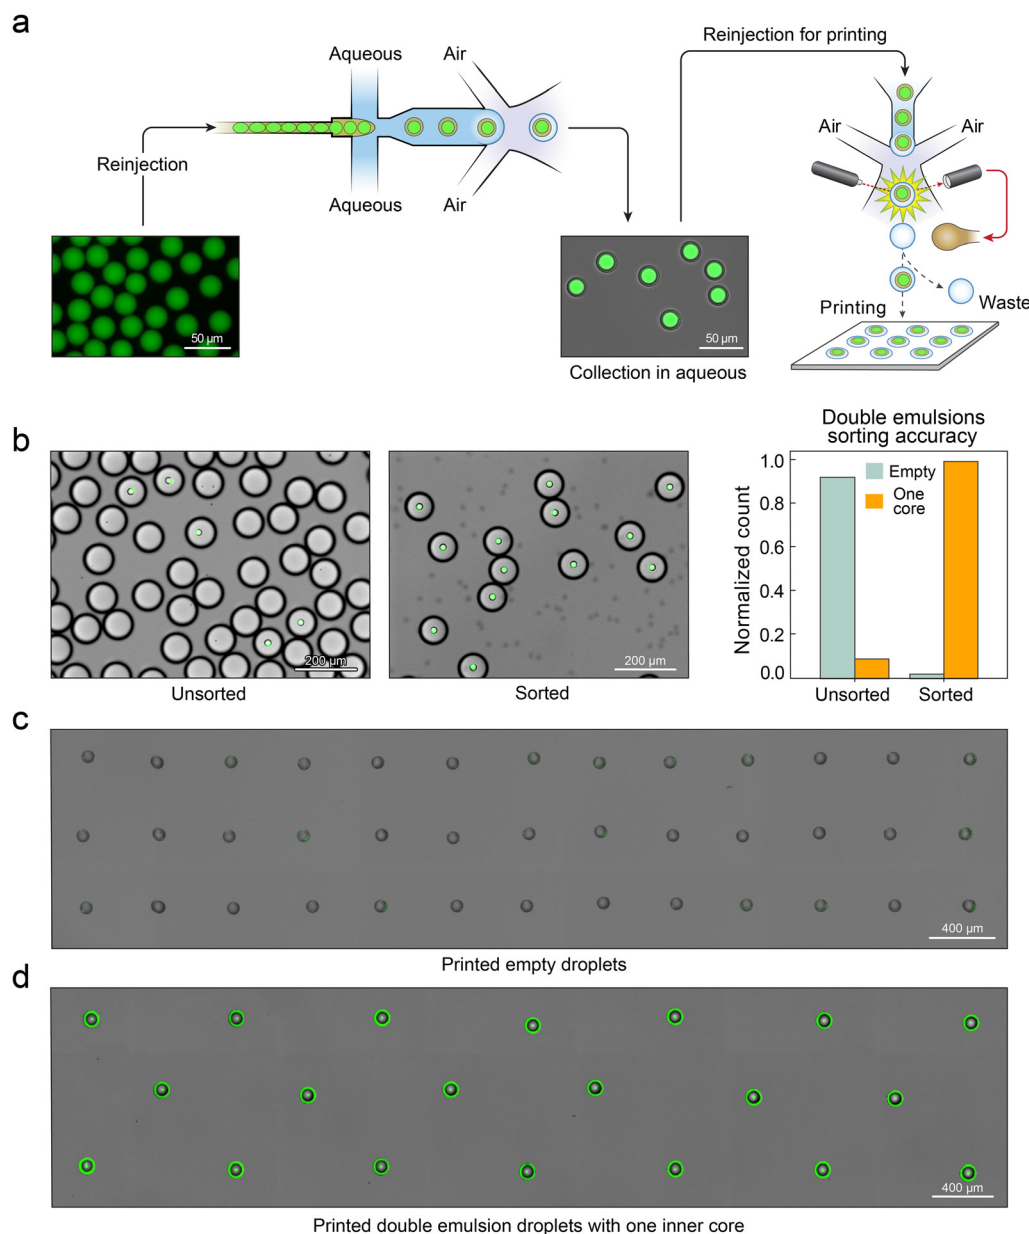 a
Reinjection for printing
Aqueous
Air
Air
Air
Reinjection
Aqueous
Air
50 µm
50 µm
Collection in aqueous
Printing
Waste
b
200 µm
Unsorted
200 µm
Sorted
Double emulsions
sorting accuracy
Normalized count
1.0
0.8
0.6
0.4
0.2
0.0
Empty
One
core
Unsorted
Sorted
c
400 µm
Printed empty droplets
d
400 µm
Printed double emulsion droplets with one inner core